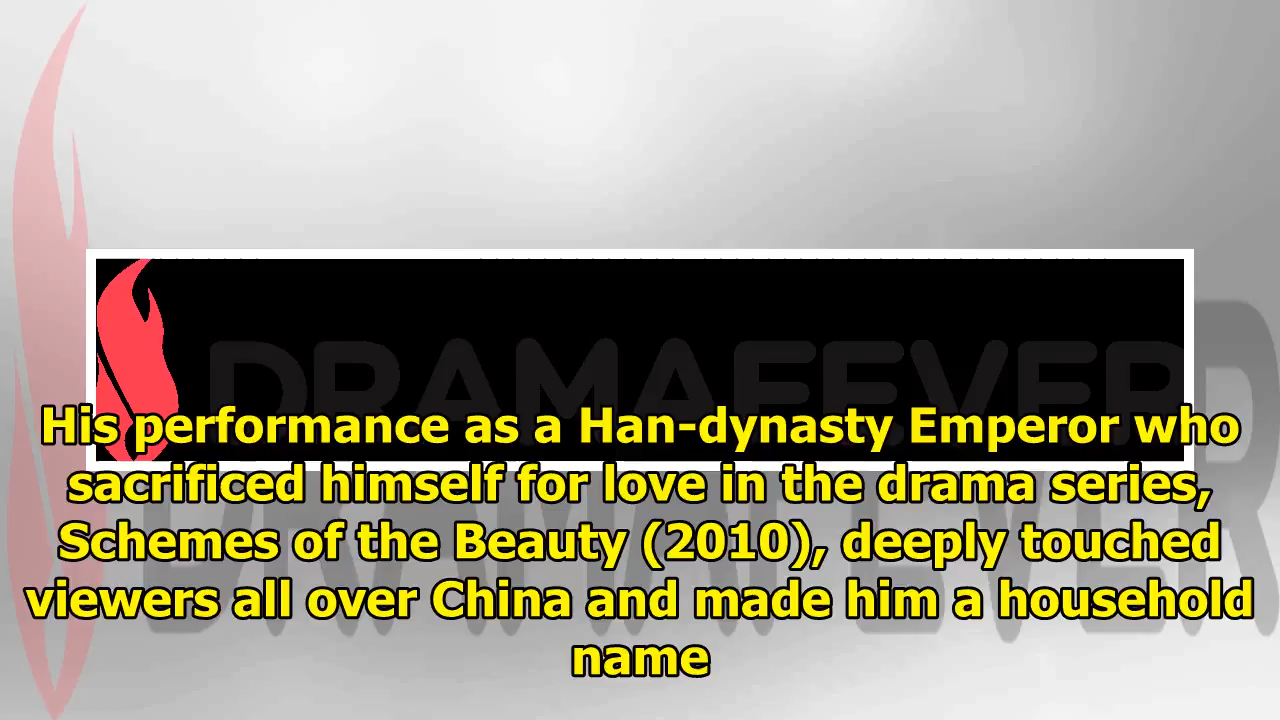 DRAMAFEVER
His performance as a Han-dynasty Emperor who
sacrificed himself for love in the drama series,
Schemes of the Beauty (2010), deeply touched
viewers all over China and made him a household
name
DRAMAFEVER